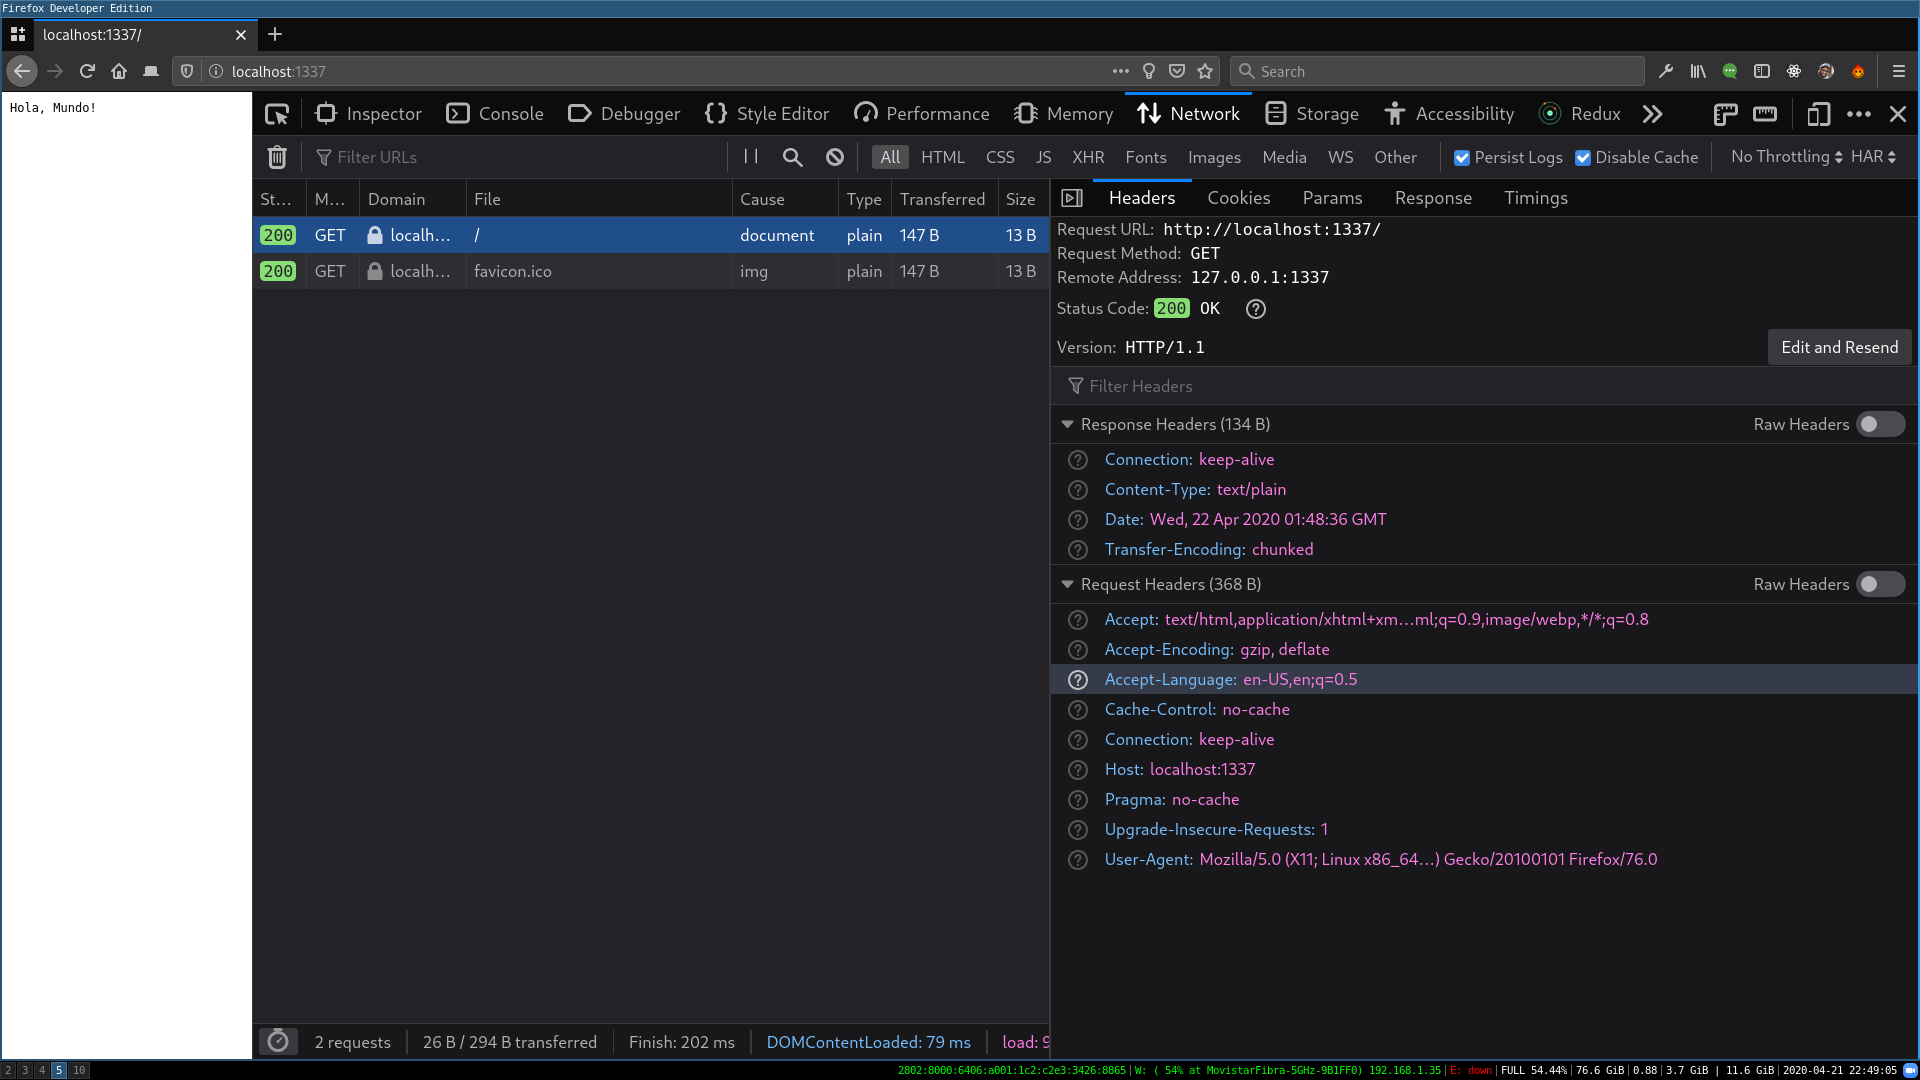 Firefox Developer Edition
localhost:1337/
localhost:1337
Search
Hola, Mundo!
Inspector Console Debugger Style Editor Performance Memory Network Storage Accessibility Redux
Filter URLs All HTML CSS JS XHR Fonts Images Media WS Other Persist Logs Disable Cache No Throttling HAR
St... M... Domain File Cause Type Transferred Size
200 GET localh... / document plain 147 B 13 B
200 GET localh... favicon.ico img plain 147 B 13 B
Headers Cookies Params Response Timings
Request URL: http://localhost:1337/
Request Method: GET
Remote Address: 127.0.0.1:1337
Status Code: 200 OK
Version: HTTP/1.1
Edit and Resend
Filter Headers
Response Headers (134 B) Raw Headers
Connection: keep-alive
Content-Type: text/plain
Date: Wed, 22 Apr 2020 01:48:36 GMT
Transfer-Encoding: chunked
Request Headers (368 B) Raw Headers
Accept: text/html,application/xhtml+xm...ml;q=0.9,image/webp,*/*;q=0.8
Accept-Encoding: gzip, deflate
Accept-Language: en-US,en;q=0.5
Cache-Control: no-cache
Connection: keep-alive
Host: localhost:1337
Pragma: no-cache
Upgrade-Insecure-Requests: 1
User-Agent: Mozilla/5.0 (X11; Linux x86_64...) Gecko/20100101 Firefox/76.0
2 requests 26 B / 294 B transferred Finish: 202 ms DOMContentLoaded: 79 ms load: 9
2 3 4 5 10
2802:8000:6406:a001:1c2:c2e3:3426:8865|W: ( 54% at MovistarFibra-5GHz-9B1FF0) 192.168.1.35|E: down|FULL 54.44%|76.6 GiB|0.88|3.7 GiB | 11.6 GiB|2020-04-21 22:49:05